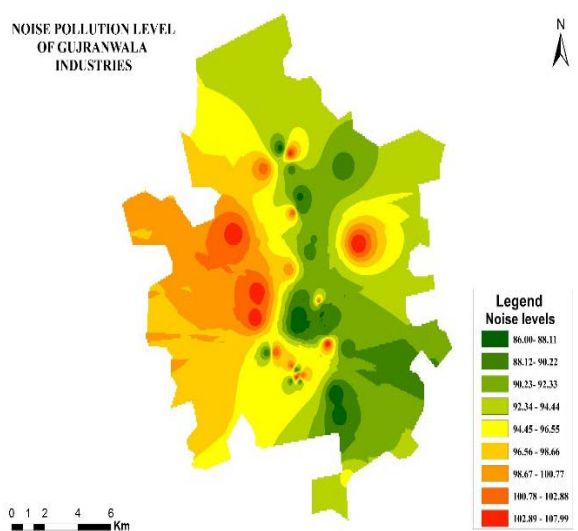 NOISE POLLUTION LEVEL
OF GUJRANWALA
INDUSTRIES
N
Legend
Noise levels
86.00- 88.11
88.12 - 90.22
90.23 - 92.33
92.34 - 94.44
94.45 - 96.55
96.56 - 98.66
98.67 - 100.77
100.78 - 102.88
102.89 - 107.99
0 1 2 4 6
Km